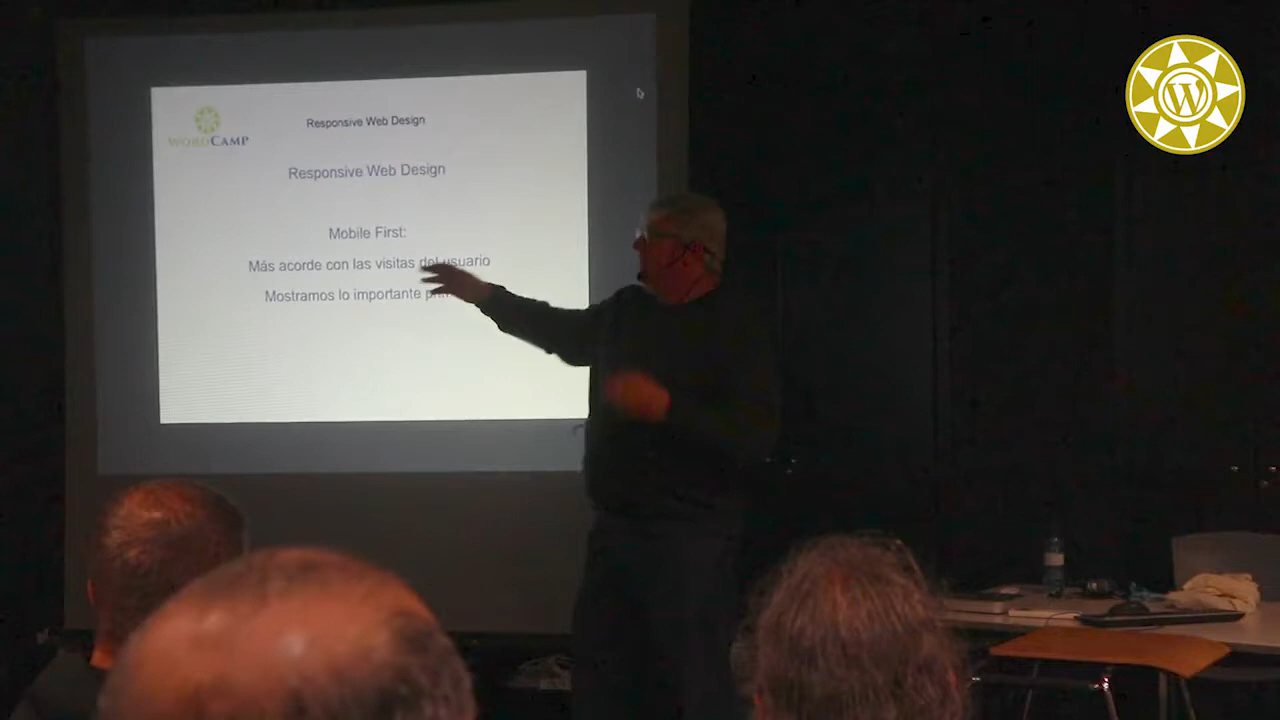 WORDCAMP
Responsive Web Design
Responsive Web Design
Mobile First:
Más acorde con las visitas del usuario
Mostramos lo importante
W